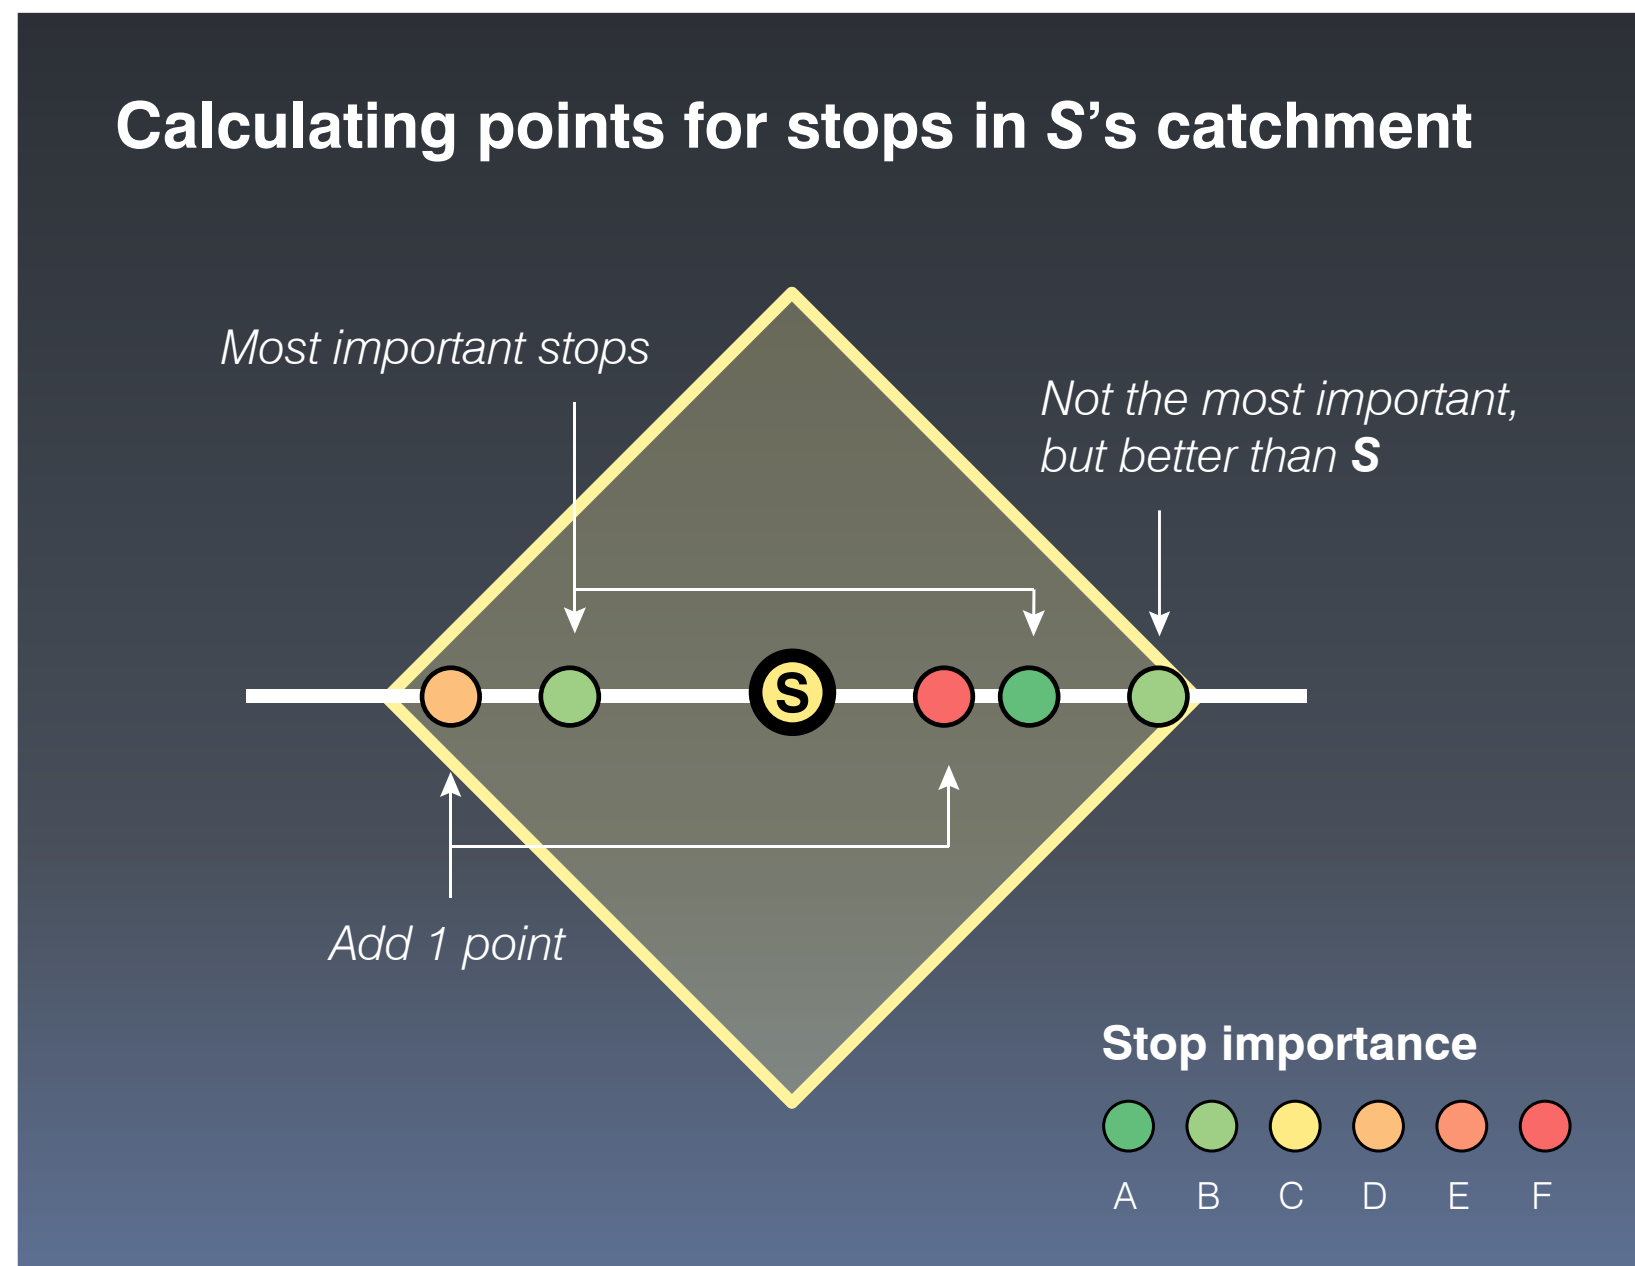 Calculating points for stops in S's catchment
Most important stops
Not the most important,
but better than S
S
Add 1 point
Stop importance
A B C D E F